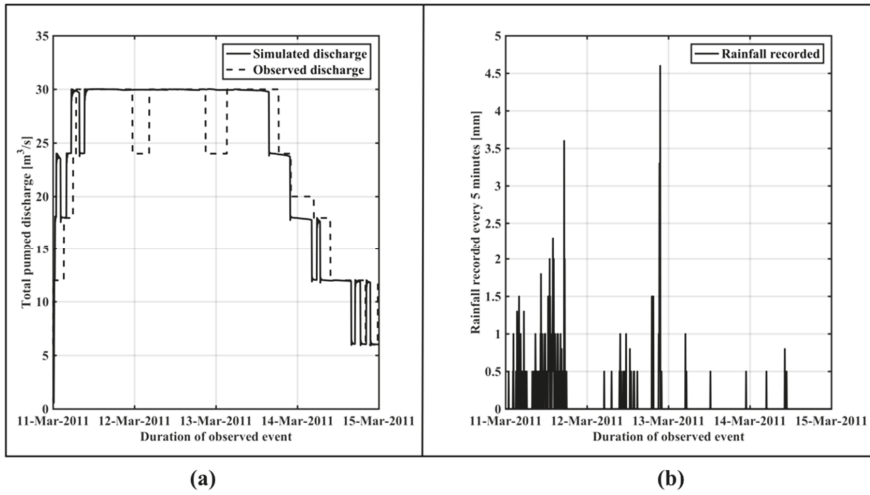 35
30
25
20
15
10
5
0
Total pumped discharge [m³/s]
Simulated discharge
Observed discharge
11-Mar-2011 12-Mar-2011 13-Mar-2011 14-Mar-2011 15-Mar-2011
Duration of observed event
(a)
5
4.5
4
3.5
3
2.5
2
1.5
1
0.5
0
Rainfall recorded every 5 minutes [mm]
Rainfall recorded
11-Mar-2011 12-Mar-2011 13-Mar-2011 14-Mar-2011 15-Mar-2011
Duration of observed event
(b)